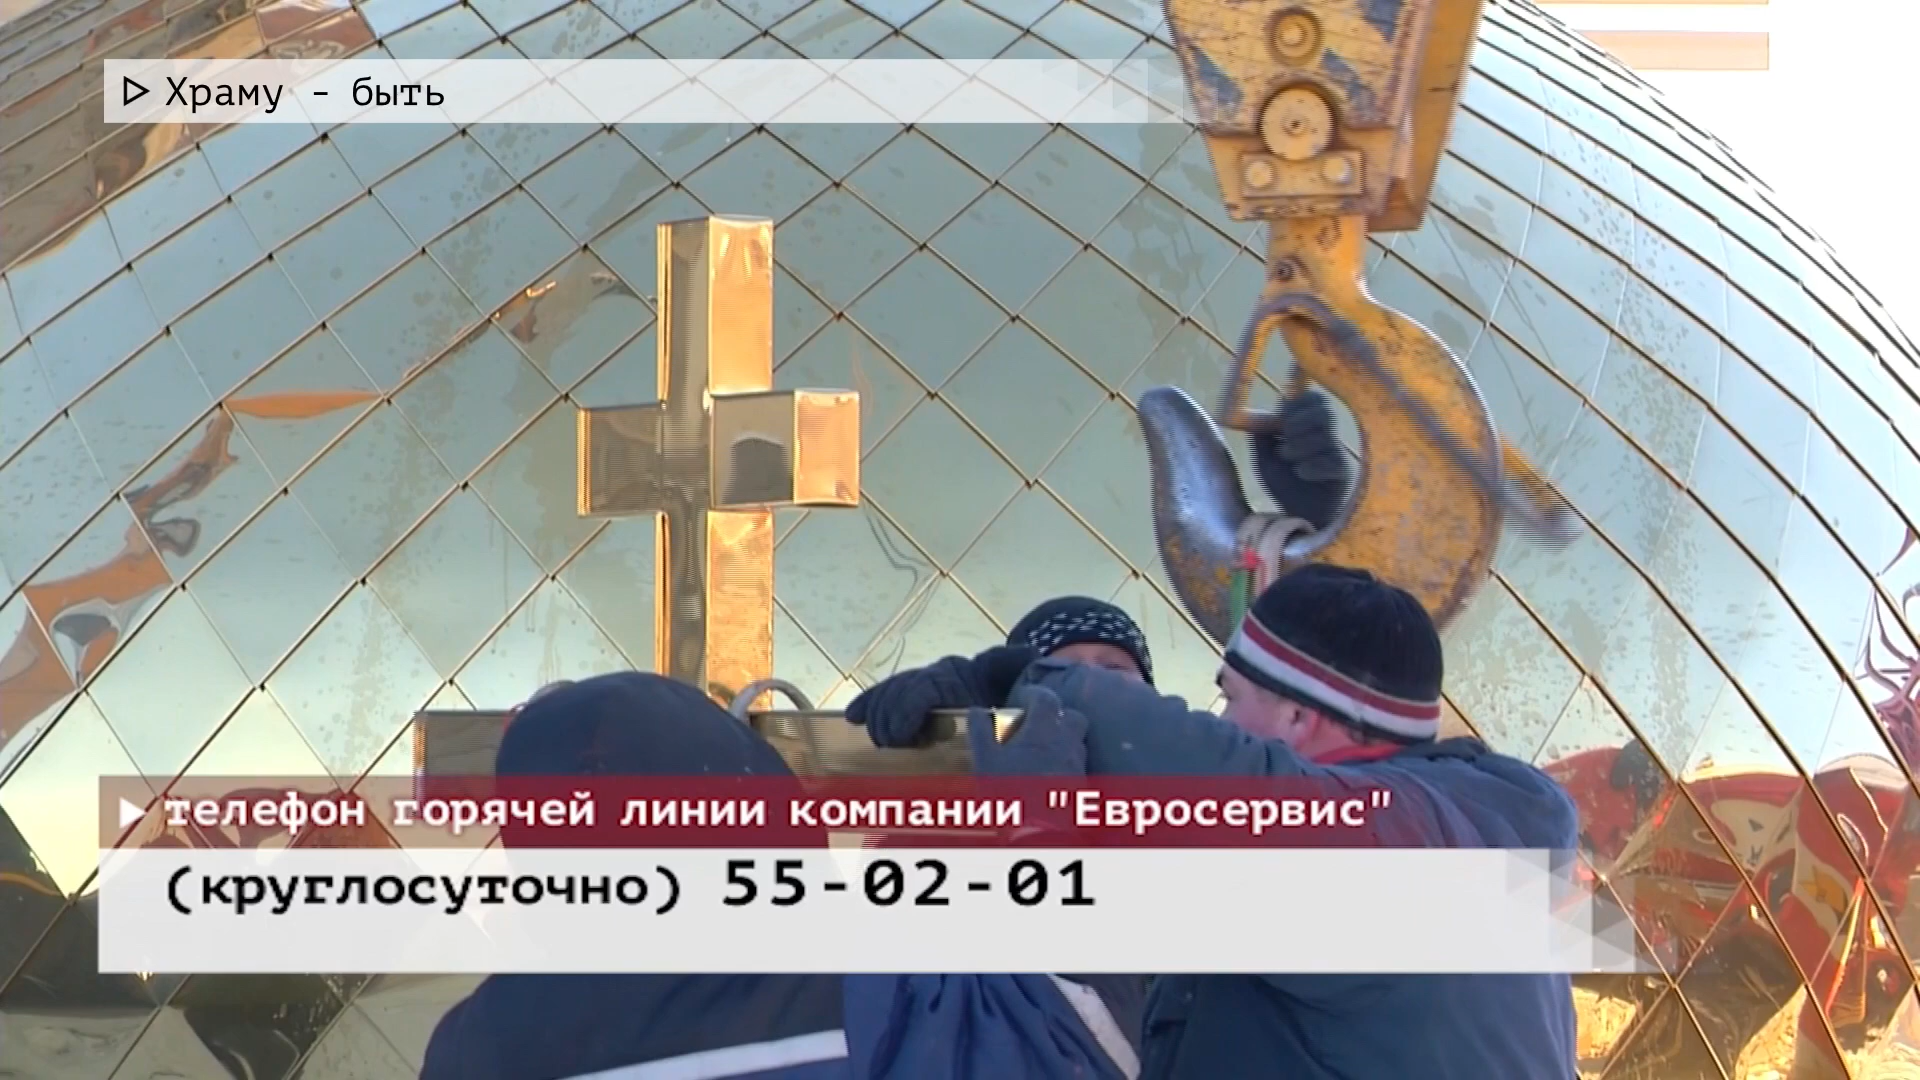 Храму - быть
телефон горячей линии компании "Евросервис"
(круглосуточно) 55-02-01